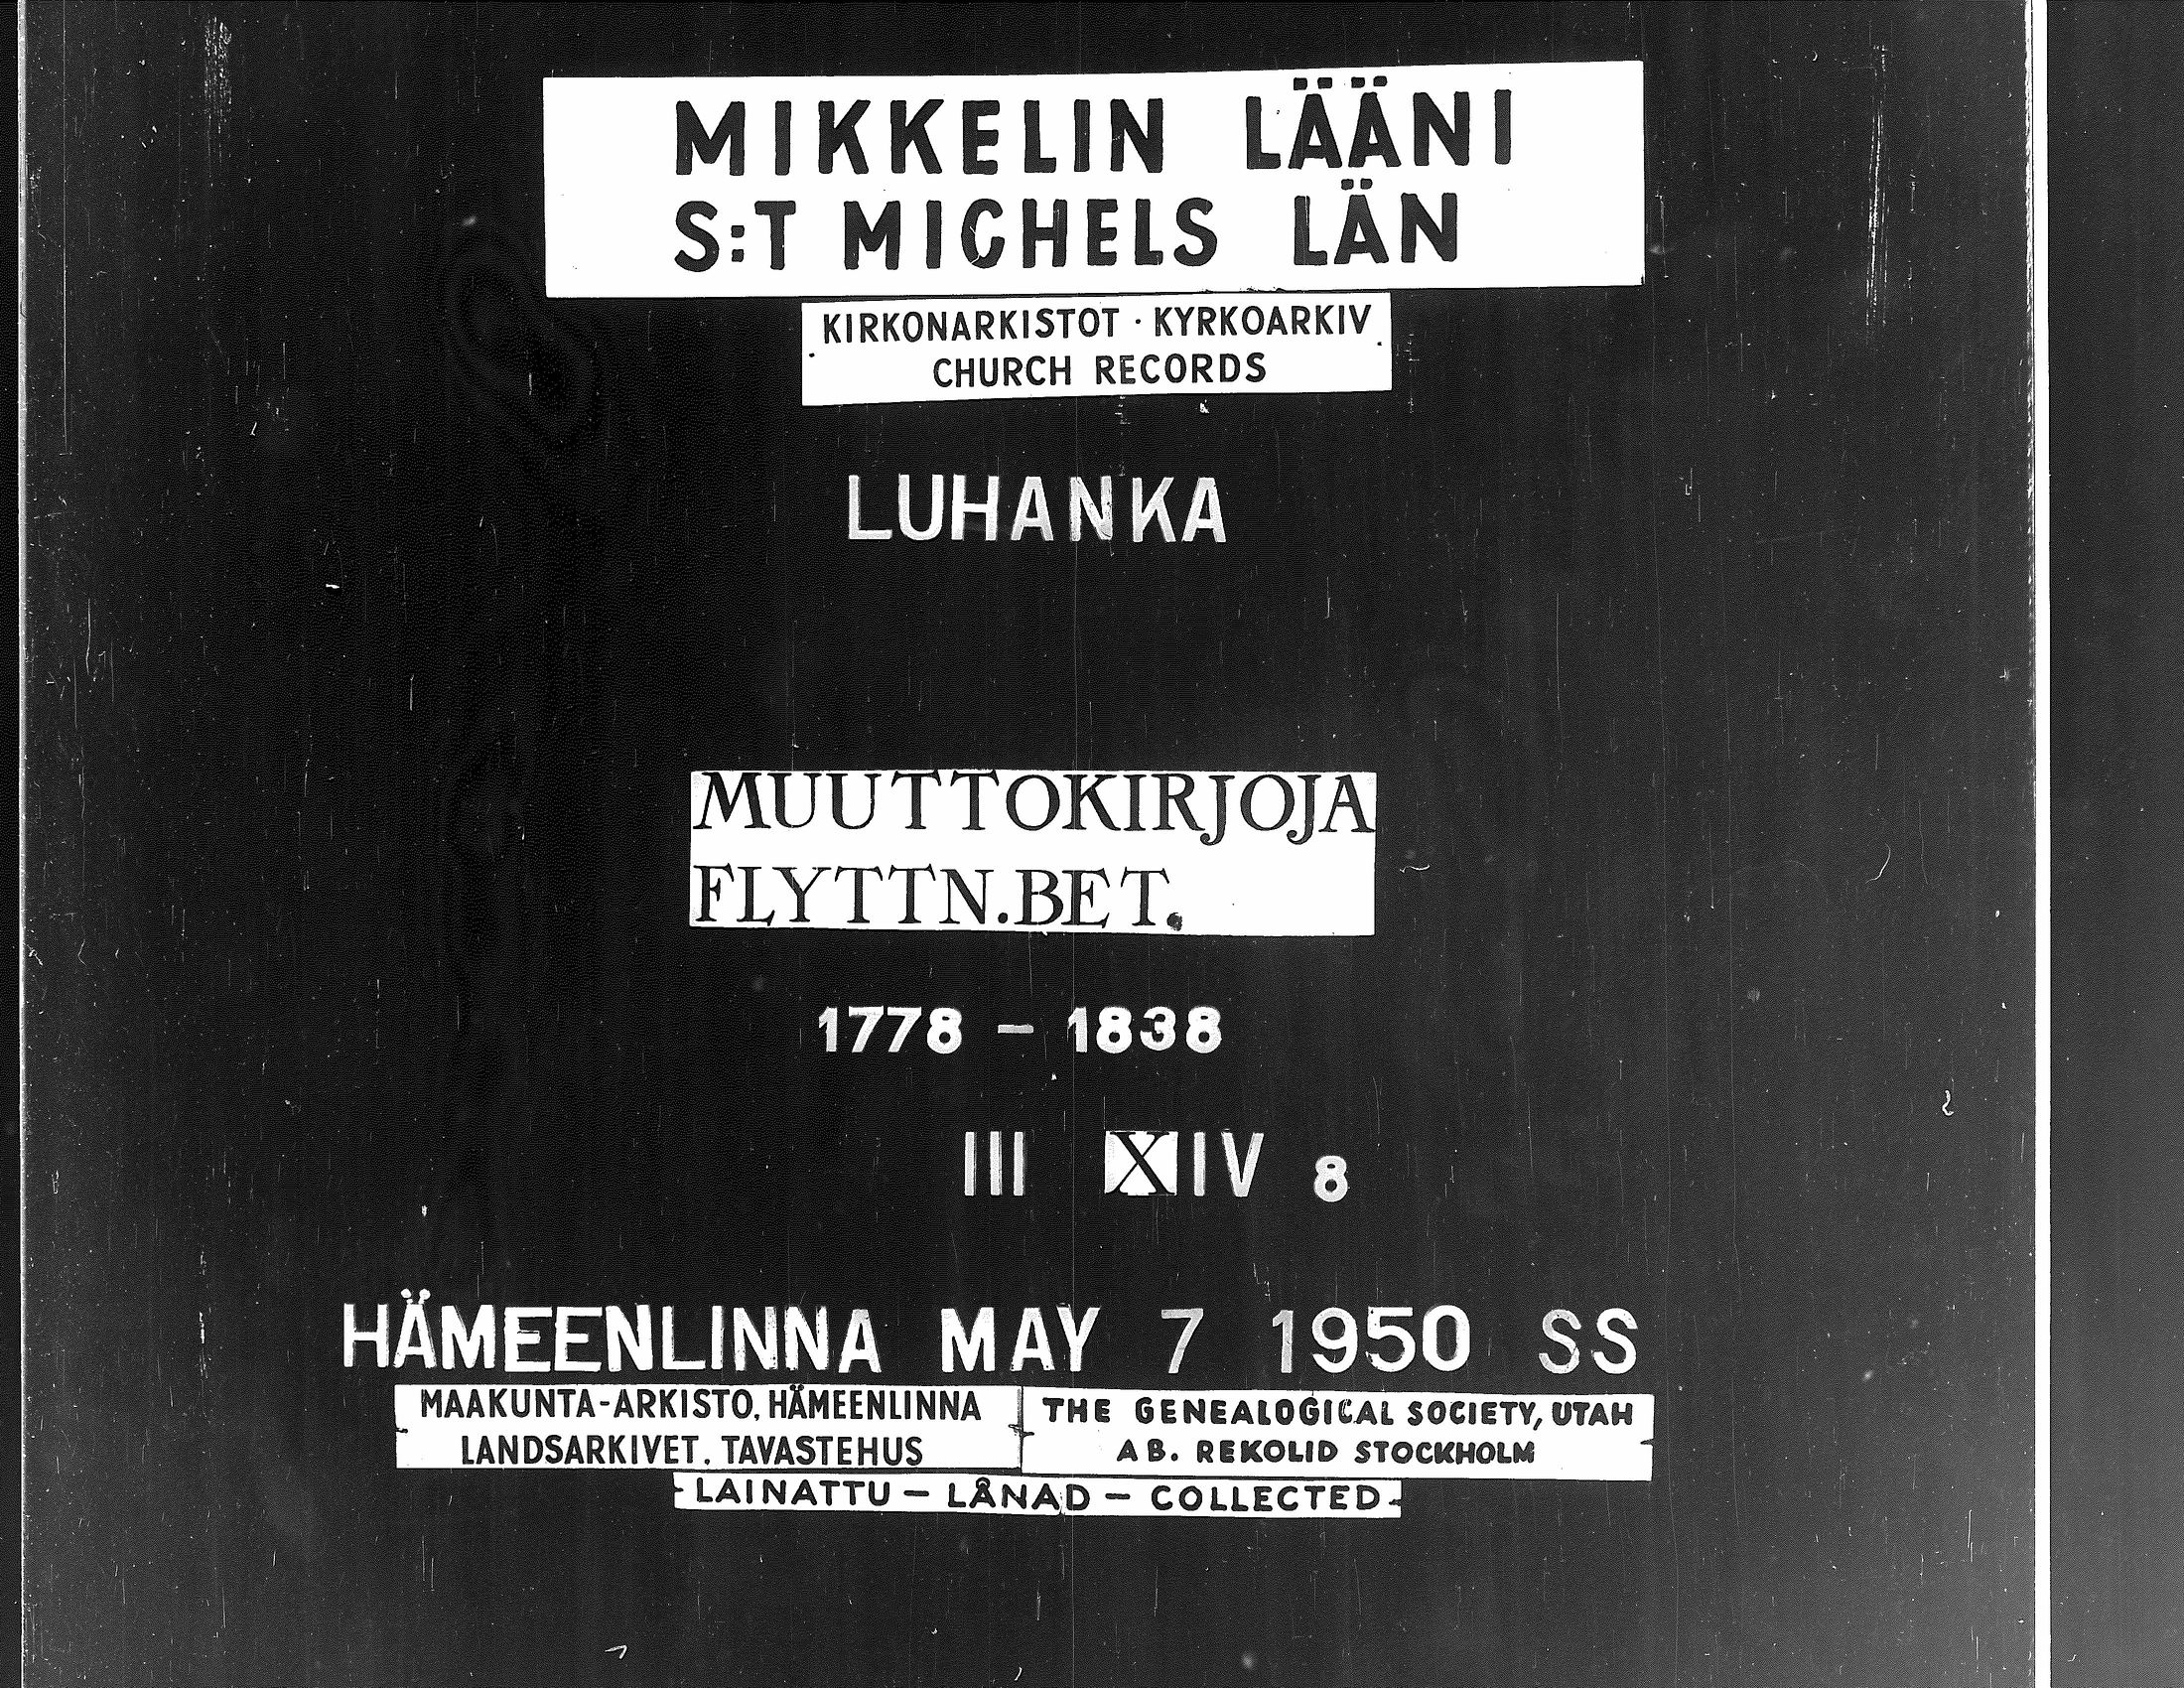 MIKKELIN LÄÄNI
S:T MICHELS LÄN
KIRKONARKISTOT · KYRKOARKIV
CHURCH RECORDS
LUHANKA
MUUTTOKIRJOJA
FLYTTN.BET.
1778 – 1838
III XIV 8
HÄMEENLINNA MAY 7 1950 SS
MAAKUNTA-ARKISTO, HÄMEENLINNA
LANDSARKIVET, TAVASTEHUS
THE GENEALOGICAL SOCIETY, UTAH
AB. REKOLID STOCKHOLM
LAINATTU – LÅNAD – COLLECTED